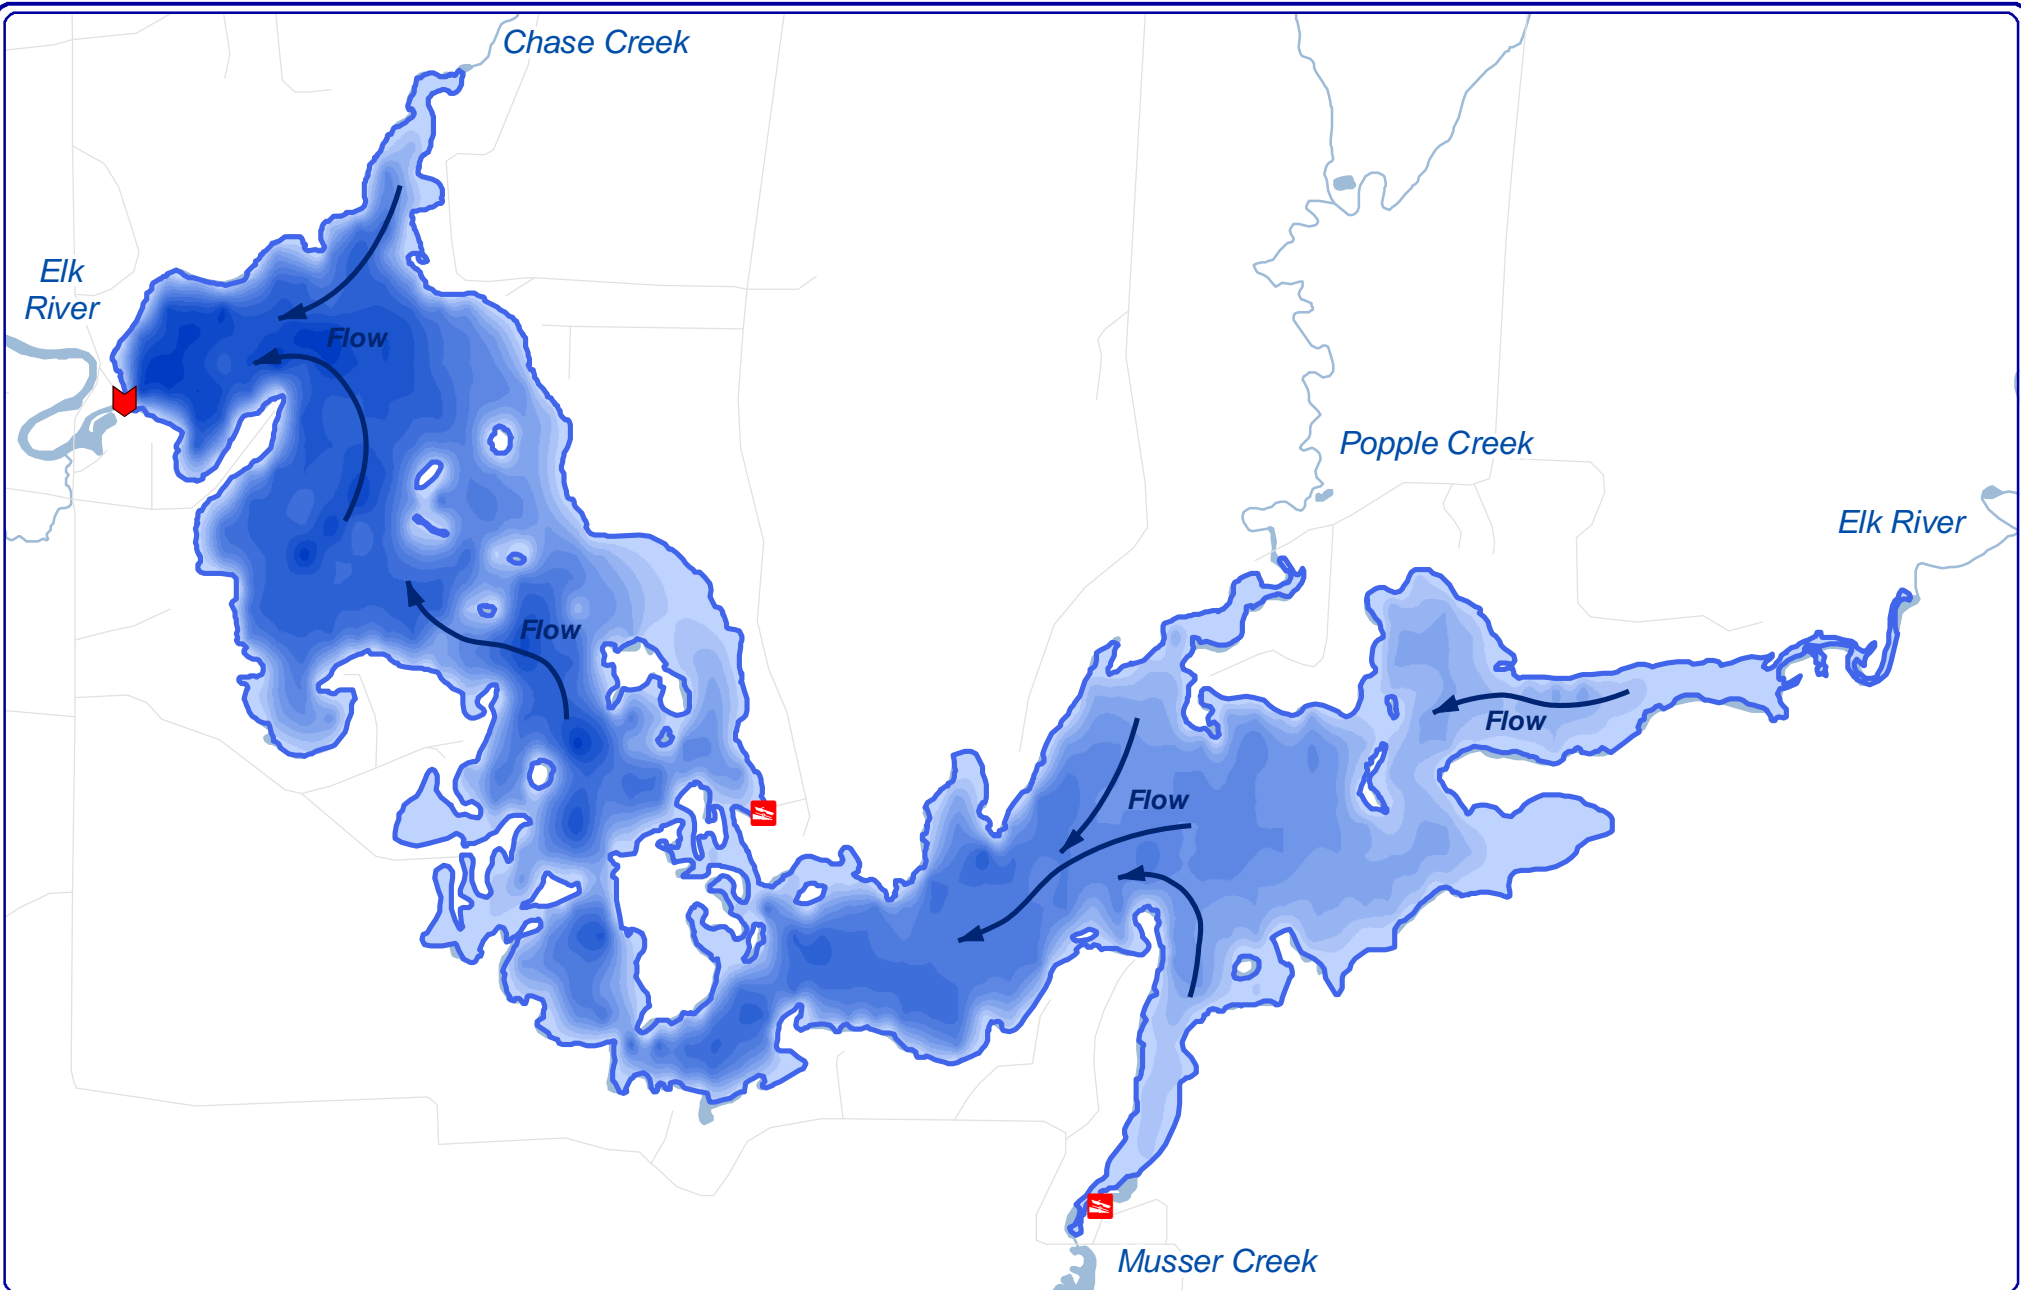 Chase Creek
Elk
River
Flow
Popple Creek
Elk River
Flow
Flow
Flow
Musser Creek